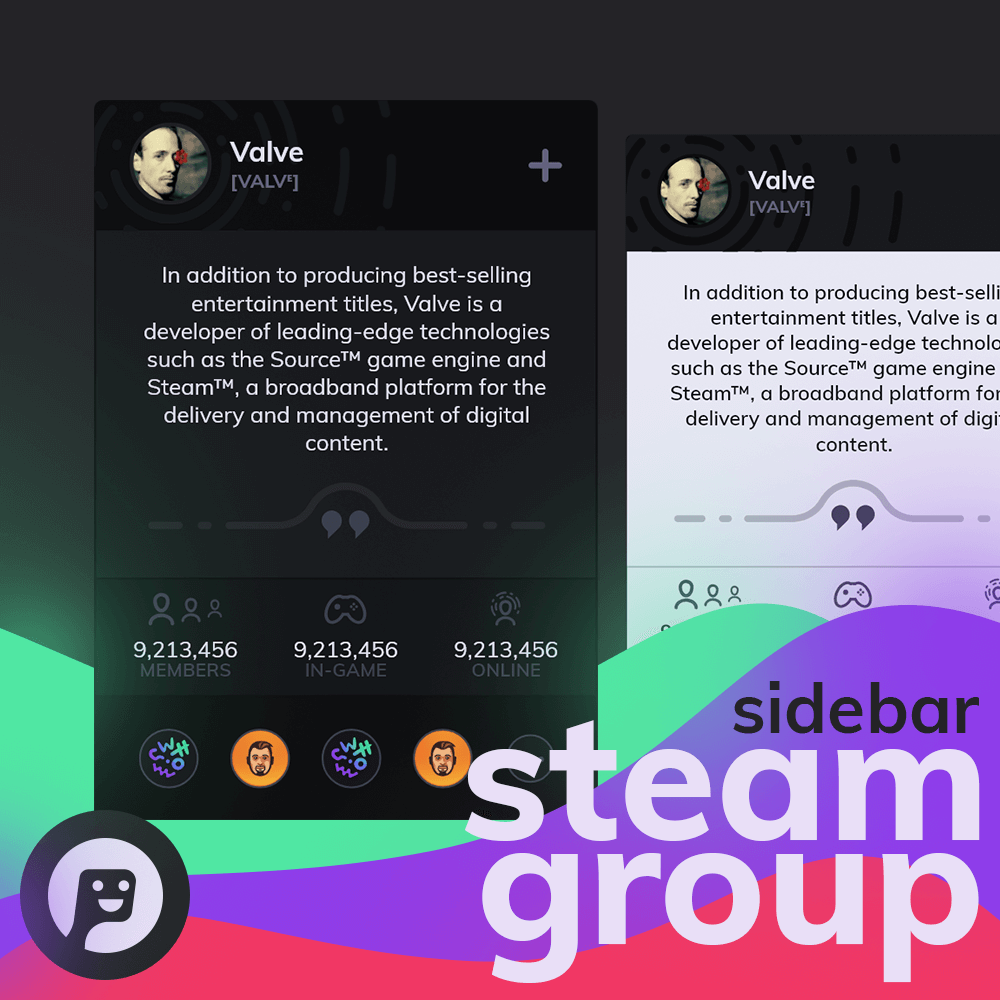 Valve
[VALVᴱ]
In addition to producing best-selling
entertainment titles, Valve is a
developer of leading-edge technologies
such as the Source™ game engine and
Steam™, a broadband platform for the
delivery and management of digital
content.
9,213,456
MEMBERS
9,213,456
IN-GAME
9,213,456
ONLINE
Valve
[VALVᴱ]
In addition to producing best-selli
entertainment titles, Valve is a
developer of leading-edge technolo
such as the Source™ game engine
Steam™, a broadband platform for
delivery and management of digi
content.
sidebar
steam
group